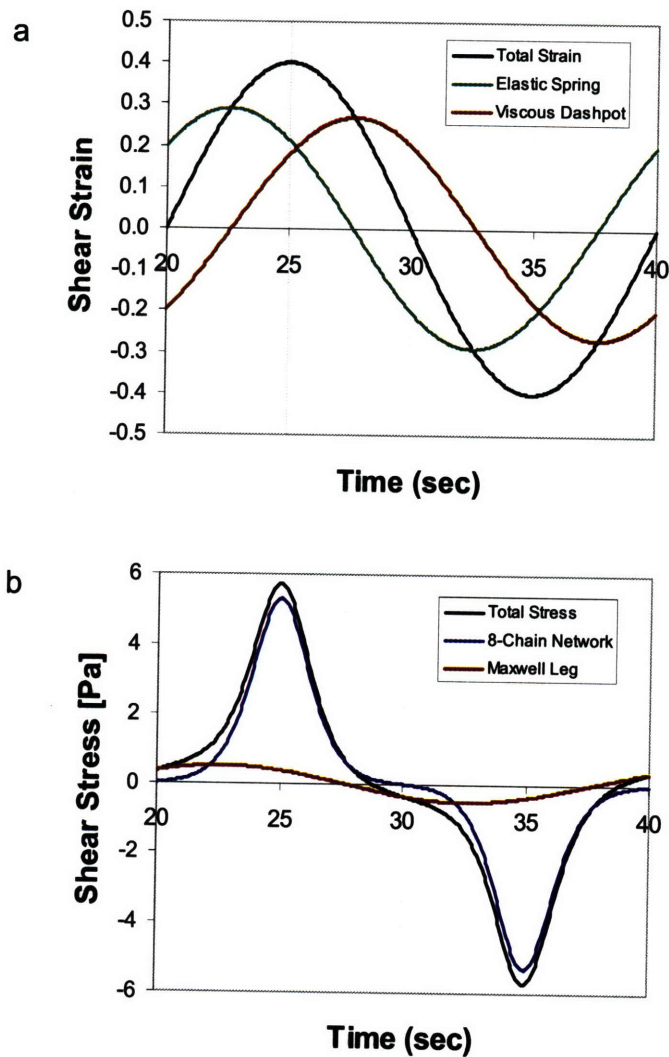 a
0.5
0.4
0.3
0.2
0.1
0.0
-0.1
-0.2
-0.3
-0.4
-0.5
20
25
30
35
40
Total Strain
Elastic Spring
Viscous Dashpot
Shear Strain
Time (sec)
b
6
4
2
0
-2
-4
-6
20
25
30
35
40
Total Stress
8-Chain Network
Maxwell Leg
Shear Stress [Pa]
Time (sec)